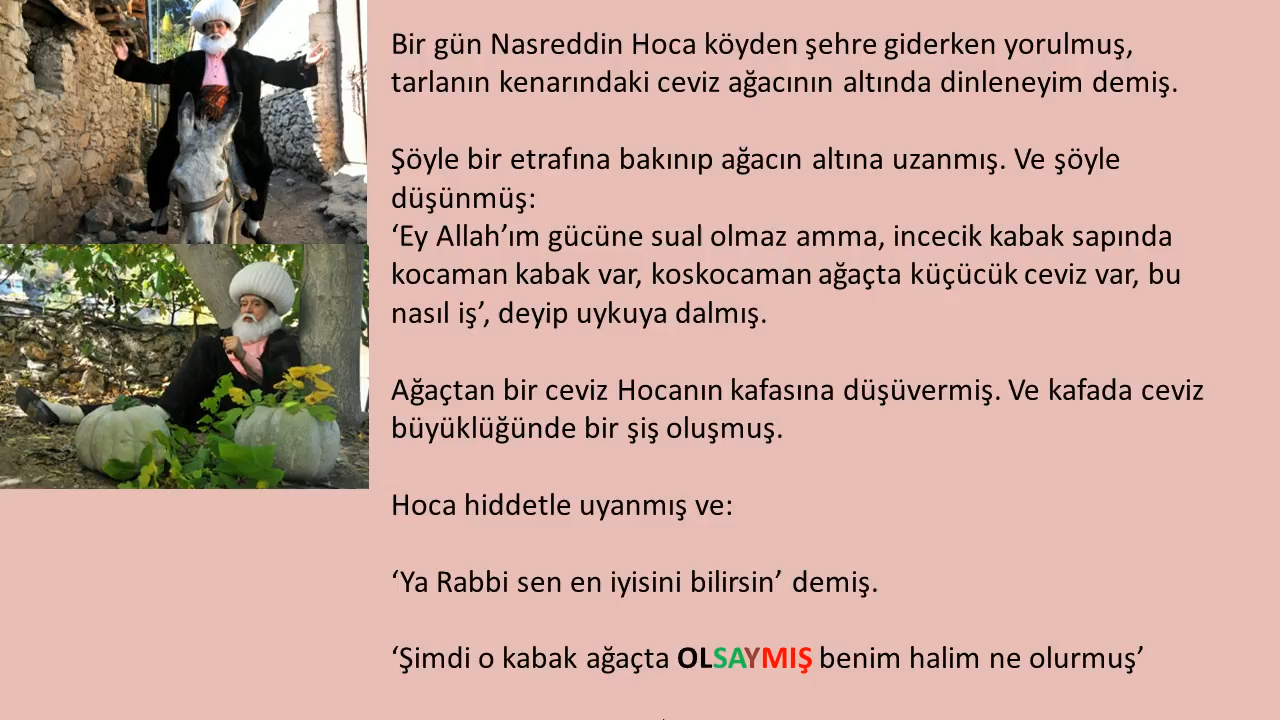 Bir gün Nasreddin Hoca köyden şehre giderken yorulmuş,
tarlanın kenarındaki ceviz ağacının altında dinleneyim demiş.
Şöyle bir etrafına bakınıp ağacın altına uzanmış. Ve şöyle
düşünmüş:
‘Ey Allah’ım gücüne sual olmaz amma, incecik kabak sapında
kocaman kabak var, koskocaman ağaçta küçücük ceviz var, bu
nasıl iş’, deyip uykuya dalmış.
Ağaçtan bir ceviz Hocanın kafasına düşüvermiş. Ve kafada ceviz
büyüklüğünde bir şiş oluşmuş.
Hoca hiddetle uyanmış ve:
‘Ya Rabbi sen en iyisini bilirsin’ demiş.
‘Şimdi o kabak ağaçta OLSAYMIŞ benim halim ne olurmuş’